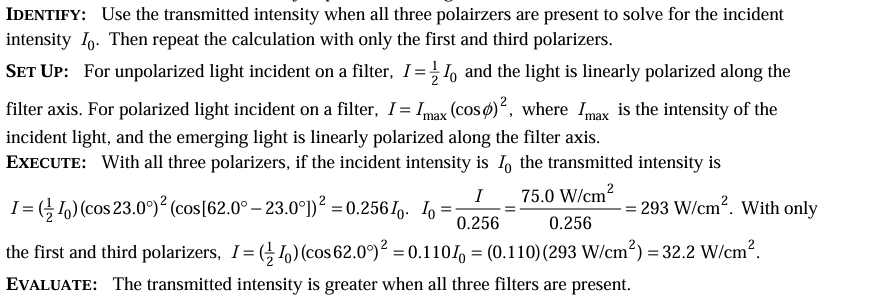 IDENTIFY: Use the transmitted intensity when all three polairzers are present to solve for the incident
intensity I₀. Then repeat the calculation with only the first and third polarizers.
SET UP: For unpolarized light incident on a filter, I = ½ I₀ and the light is linearly polarized along the
filter axis. For polarized light incident on a filter, I = Iₘₐₓ (cos ϕ)², where Iₘₐₓ is the intensity of the
incident light, and the emerging light is linearly polarized along the filter axis.
EXECUTE: With all three polarizers, if the incident intensity is I₀ the transmitted intensity is
I = (½ I₀)(cos 23.0°)² (cos[62.0° − 23.0°])² = 0.256 I₀. I₀ = I/0.256 = 75.0 W/cm²/0.256 = 293 W/cm². With only
the first and third polarizers, I = (½ I₀)(cos 62.0°)² = 0.110 I₀ = (0.110)(293 W/cm²) = 32.2 W/cm².
EVALUATE: The transmitted intensity is greater when all three filters are present.